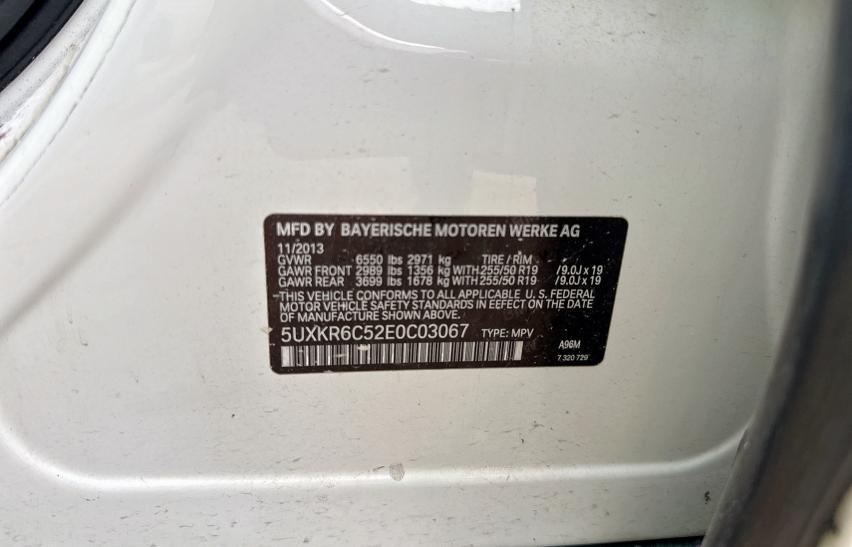 MFD BY BAYERISCHE MOTOREN WERKE AG
11/2013
GVWR 6550 lbs 2971 kg TIRE / RIM
GAWR FRONT 2989 lbs 1356 kg WITH 255/50 R19 / 9.0J x 19
GAWR REAR 3699 lbs 1678 kg WITH 255/50 R19 / 9.0J x 19
THIS VEHICLE CONFORMS TO ALL APPLICABLE U. S. FEDERAL
MOTOR VEHICLE SAFETY STANDARDS IN EFFECT ON THE DATE
OF MANUFACTURE SHOWN ABOVE.
5UXKR6C52E0C03067 TYPE: MPV
A96M
7 320 729